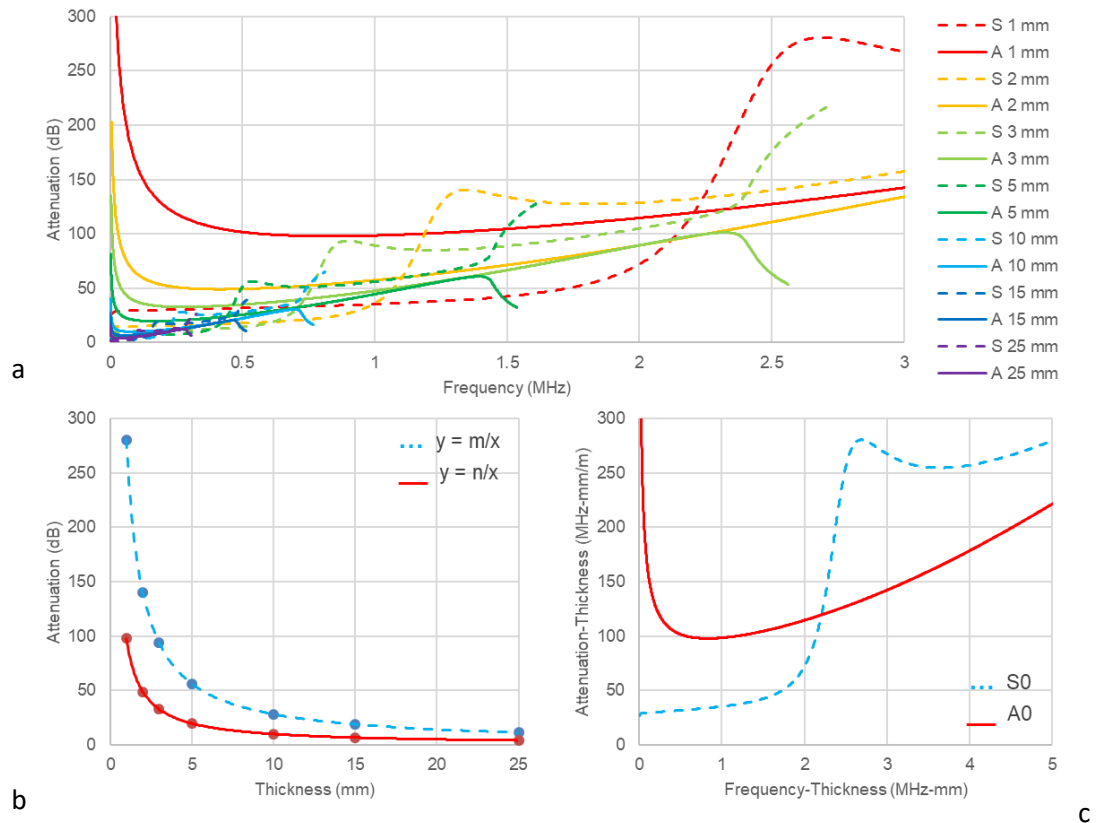 300
250
200
150
100
50
0
Attenuation (dB)
0
0.5
1
1.5
2
2.5
3
Frequency (MHz)
S 1 mm
A 1 mm
S 2 mm
A 2 mm
S 3 mm
A 3 mm
S 5 mm
A 5 mm
S 10 mm
A 10 mm
S 15 mm
A 15 mm
S 25 mm
A 25 mm
a
300
250
200
150
100
50
0
Attenuation (dB)
0
5
10
15
20
25
Thickness (mm)
y = m/x
y = n/x
b
300
250
200
150
100
50
0
Attenuation-Thickness (MHz-mm/m)
0
1
2
3
4
5
Frequency-Thickness (MHz-mm)
S0
A0
c